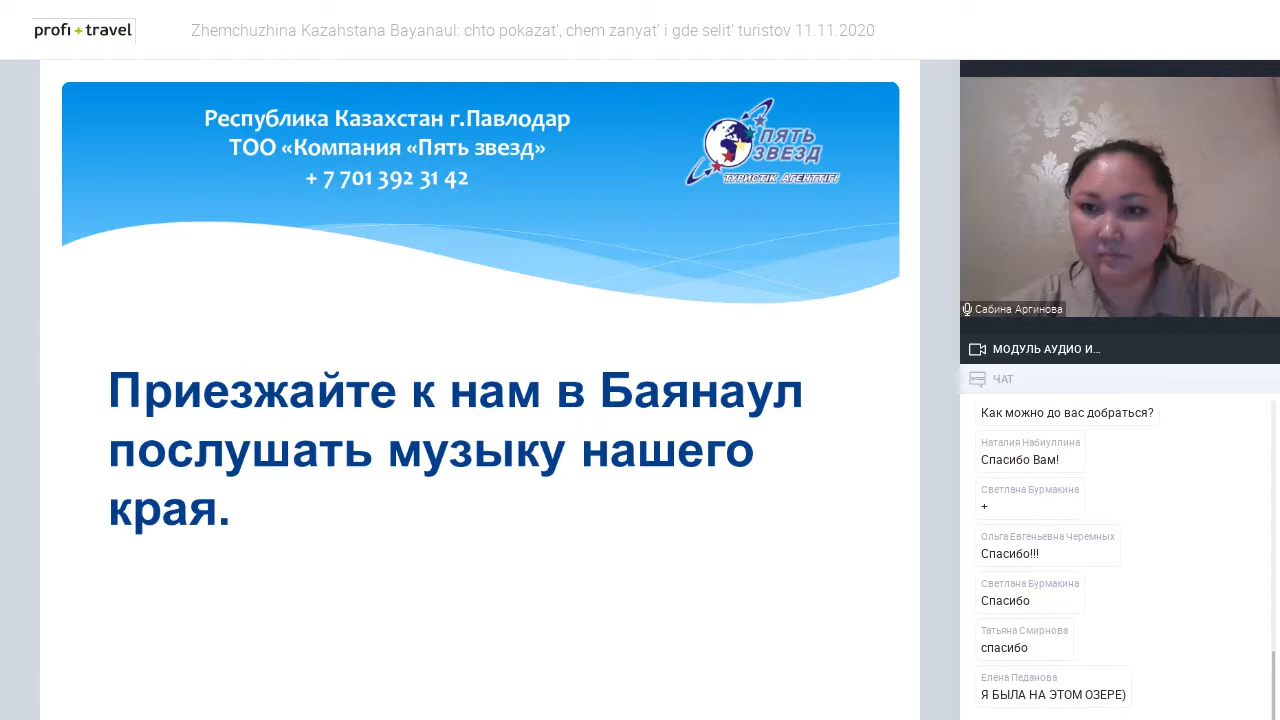 profi + travel
Zhemchuzhina Kazahstana Bayanaul: chto pokazat', chem zanyat' i gde selit' turistov 11.11.2020
Республика Казахстан г.Павлодар
ТОО «Компания «Пять звезд»
+ 7 701 392 31 42
ПЯТЬ
ЗВЕЗД
ТУРИСТІК АГЕНТТІГІ
Приезжайте к нам в Баянаул
послушать музыку нашего
края.
Сабина Аргинова
МОДУЛЬ АУДИО И...
ЧАТ
Как можно до вас добраться?
Наталия Набиуллина
Спасибо Вам!
Светлана Бурмакина
+
Ольга Евгеньевна Черемных
Спасибо!!!
Светлана Бурмакина
Спасибо
Татьяна Смирнова
спасибо
Елена Педанова
Я БЫЛА НА ЭТОМ ОЗЕРЕ)